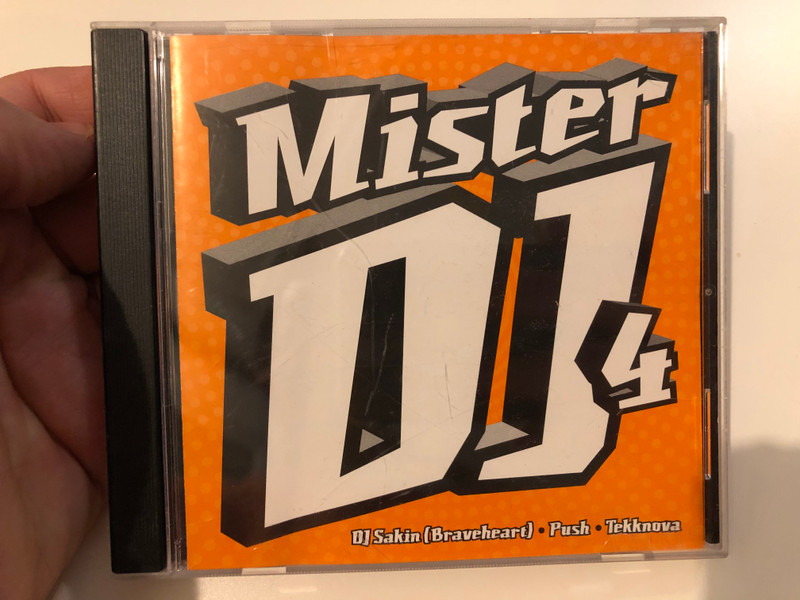 Mister
DJ
4
DJ Sakin (Braveheart) • Push • Tekknova